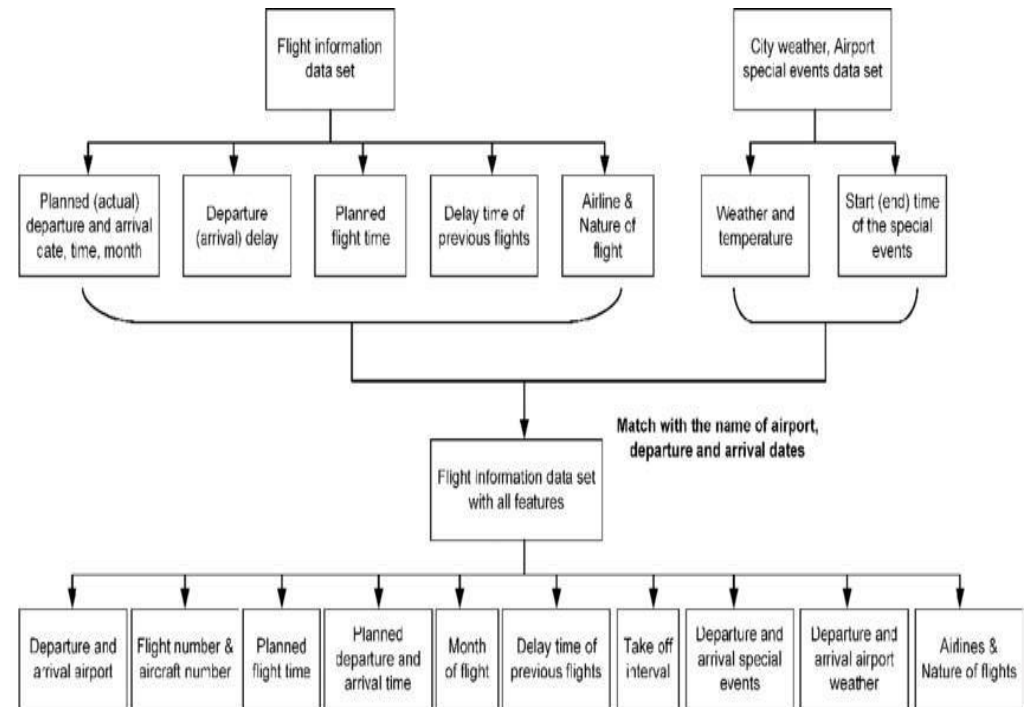 Flight information
data set
City weather, Airport
special events data set
Planned (actual)
departure and arrival
cate, time, month
Departure
(arrival) delay
Planned
flight time
Delay time of
previous flights
Airline &
Nature of
flight
Weather and
temperature
Start (end) time
of the special
events
Match with the name of airport,
departure and arrival dates
Flight information data set
with all features
Departure and
arrival airport
Flight number &
aircraft number
Planned
flight time
Planned
departure and
arrival time
Month
of flight
Delay time of
previous flights
Take off
interval
Departure and
arrival special
events
Departure and
arrival airport
weather
Airlines &
Nature of flights